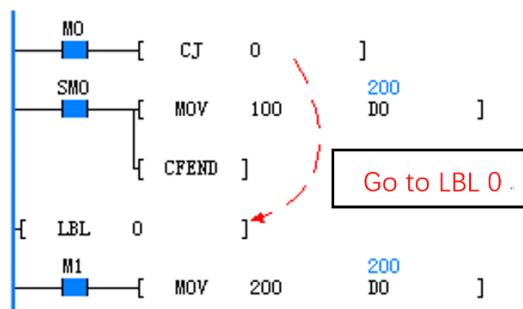 M0
[ CJ 0 ]
SM0 200
[ MOV 100 D0 ]
[ CFEND ]
Go to LBL 0
[ LBL 0 ]
M1 200
[ MOV 200 D0 ]